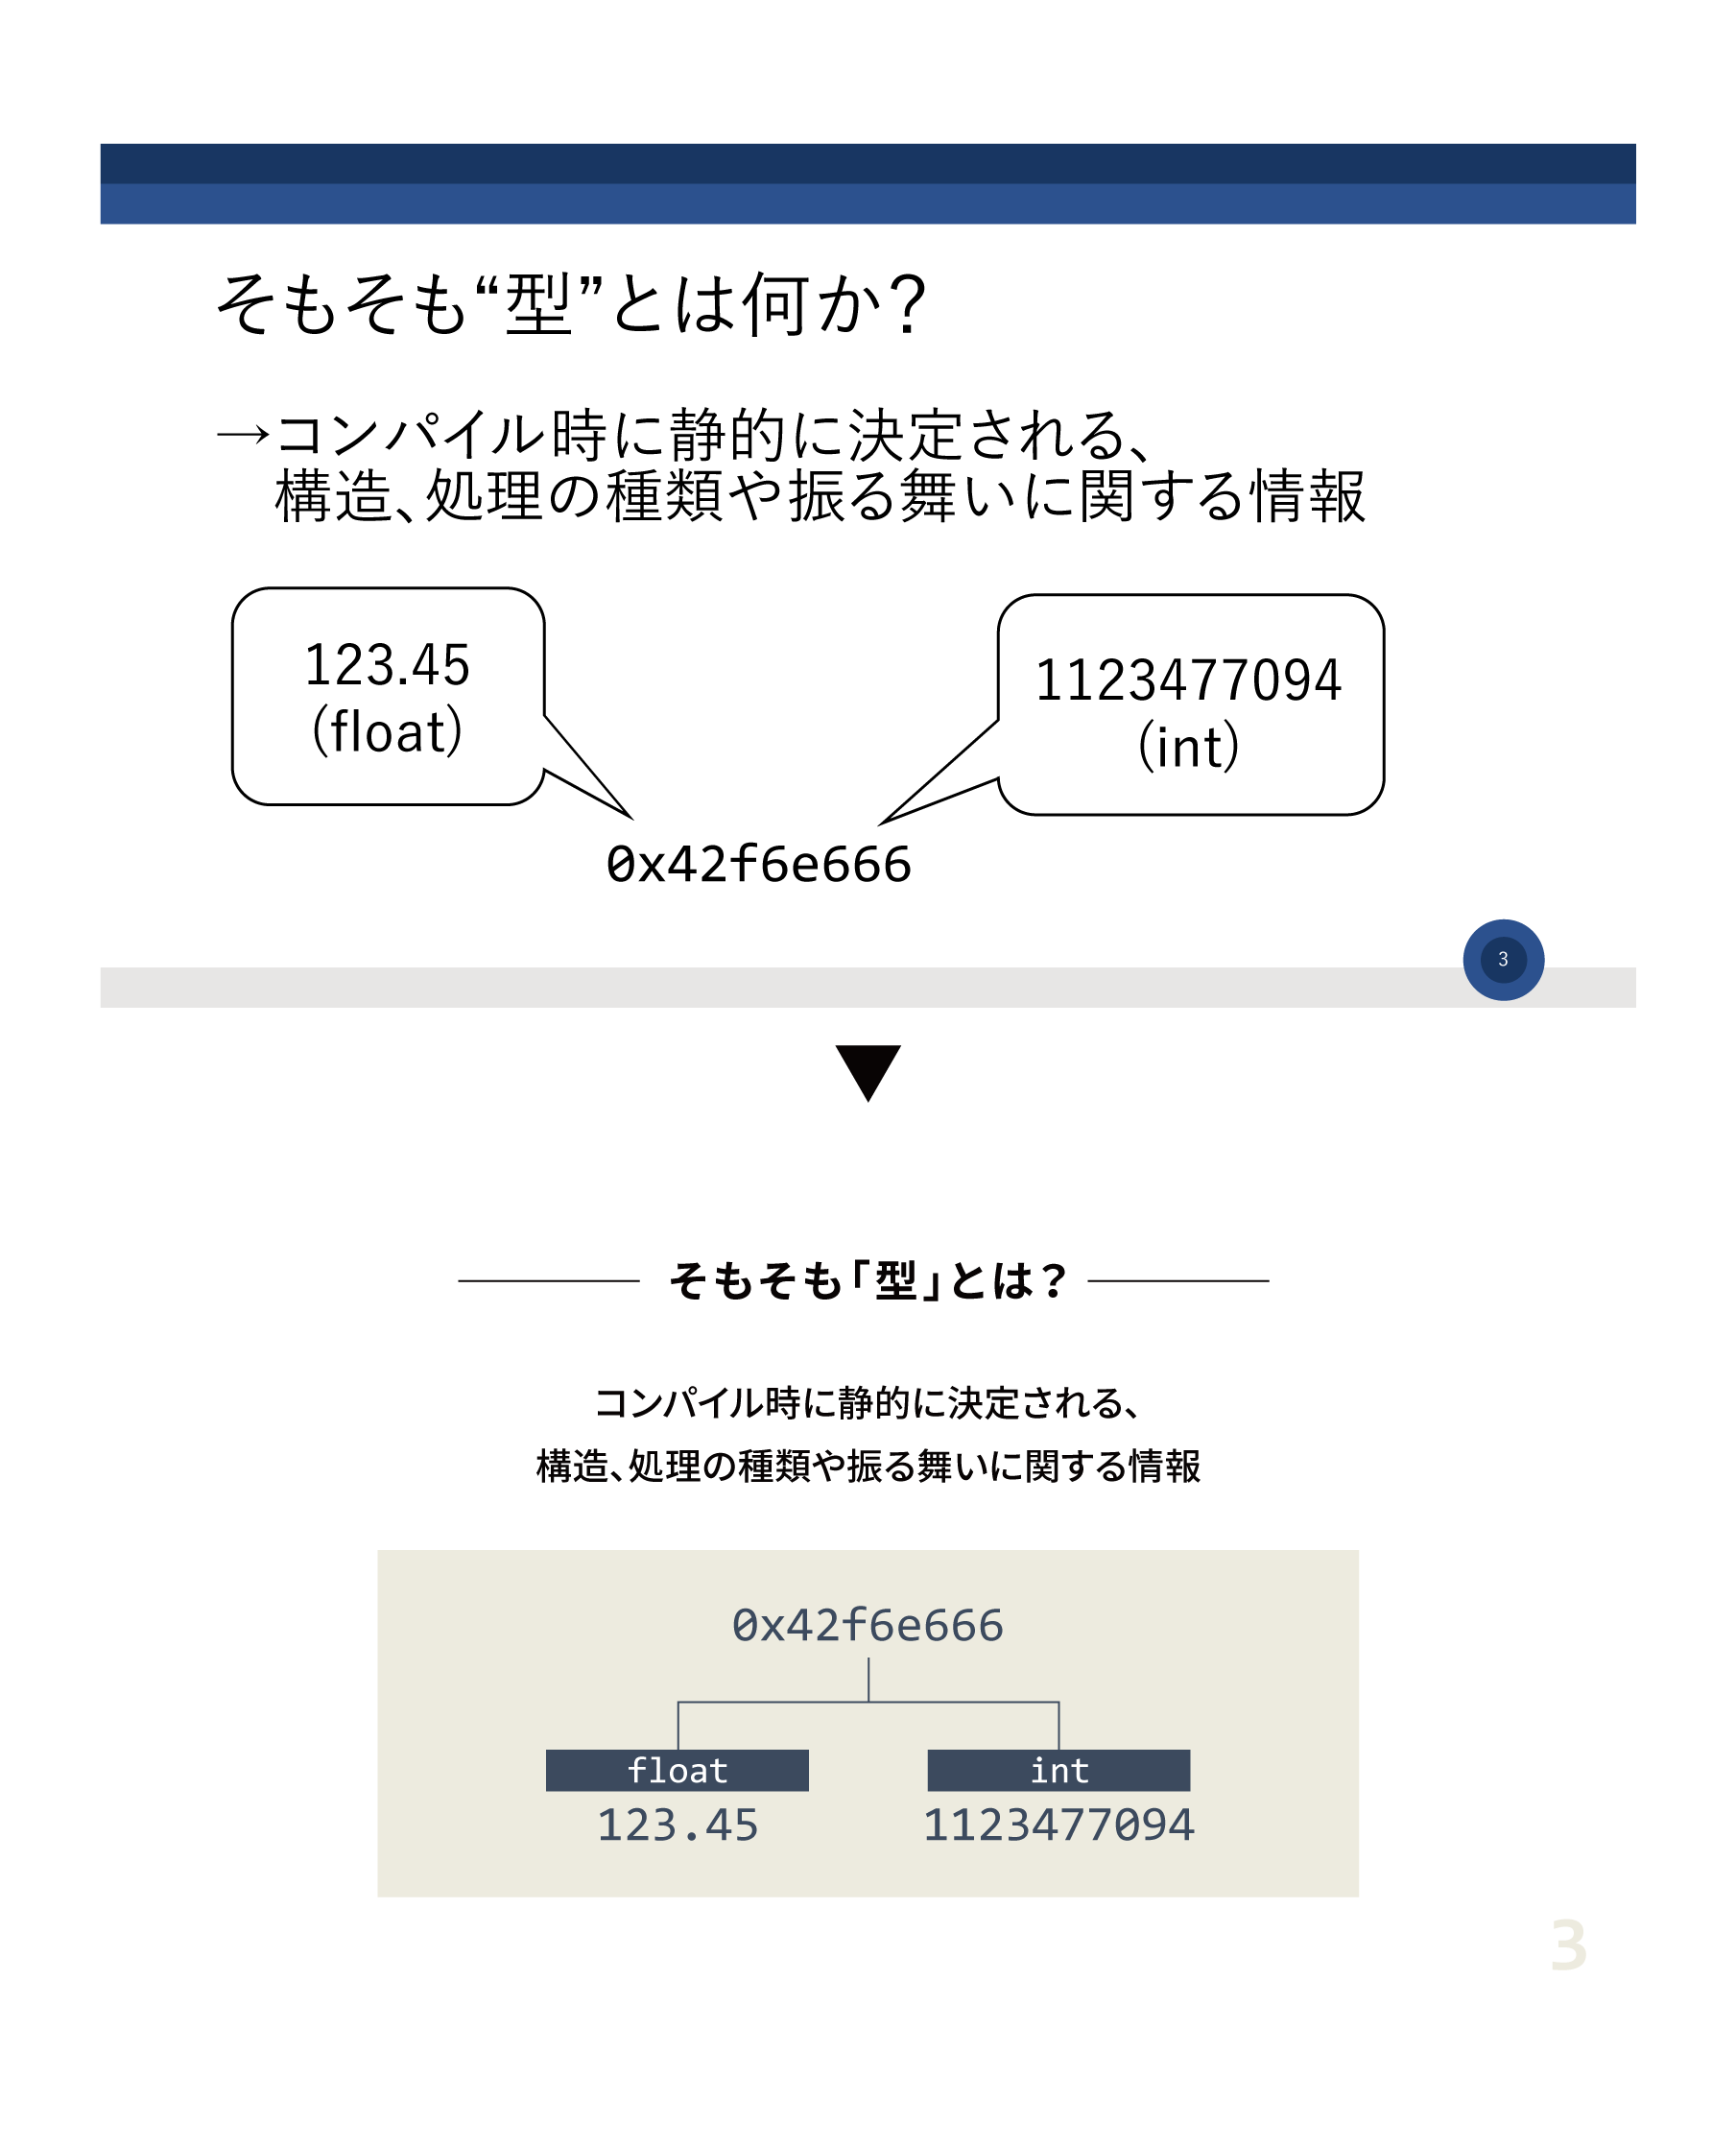 そもそも“型”とは何か？
→コンパイル時に静的に決定される、
構造、処理の種類や振る舞いに関する情報
123.45
(float)
1123477094
(int)
0x42f6e666
3
そもそも「型」とは？
コンパイル時に静的に決定される、
構造、処理の種類や振る舞いに関する情報
0x42f6e666
float
int
123.45
1123477094
3